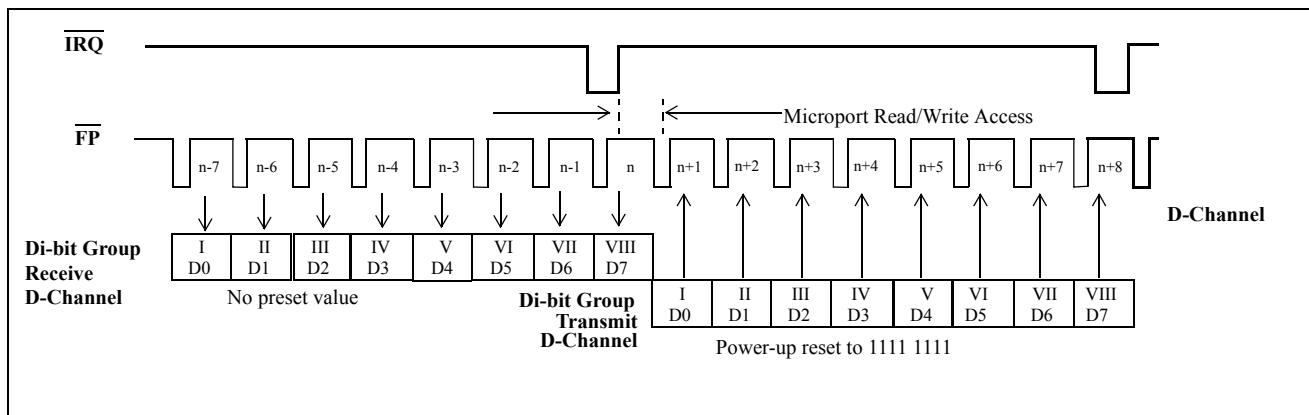 IRQ
Microport Read/Write Access
FP
n-7 n-6 n-5 n-4 n-3 n-2 n-1 n n+1 n+2 n+3 n+4 n+5 n+6 n+7 n+8
D-Channel
Di-bit Group
Receive
D-Channel
I II III IV V VI VII VIII
D0 D1 D2 D3 D4 D5 D6 D7
No preset value
Di-bit Group
Transmit
D-Channel
I II III IV V VI VII VIII
D0 D1 D2 D3 D4 D5 D6 D7
Power-up reset to 1111 1111